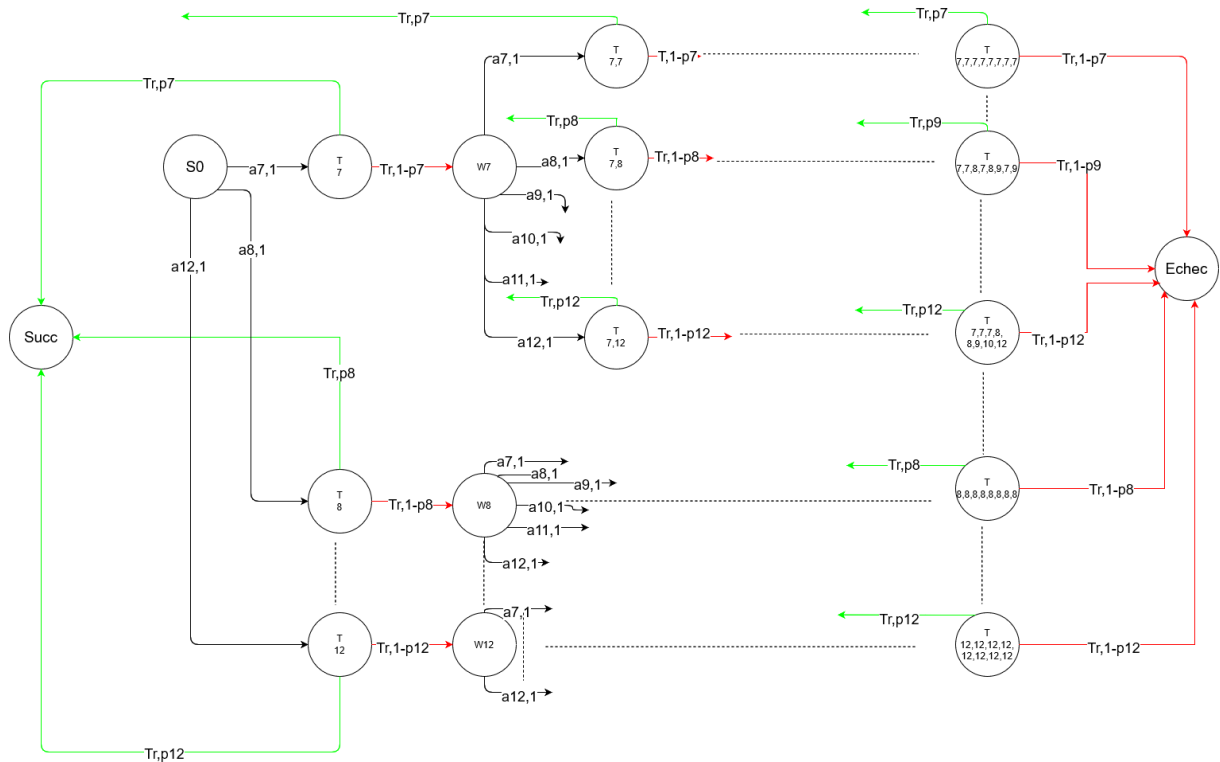 Tr,p7
Tr,p7
T
7,7
T
7,7,7,7,7,7,7,7
a7,1
T,1-p7
Tr,1-p7
Tr,p7
Tr,p8
Tr,p9
S0
a7,1
T
7
Tr,1-p7
W7
a8,1
T
7,8
Tr,1-p8
T
7,7,8,7,8,9,7,9
Tr,1-p9
a9,1
a10,1
a8,1
a12,1
a11,1
Echec
Tr,p12
Tr,p12
Succ
a12,1
T
7,12
Tr,1-p12
T
7,7,7,8,
8,9,10,12
Tr,1-p12
Tr,p8
a7,1
a8,1
a9,1
Tr,p8
T
8
Tr,1-p8
W8
a10,1
a11,1
T
8,8,8,8,8,8,8,8
Tr,1-p8
a12,1
a7,1
Tr,p12
T
12
Tr,1-p12
W12
T
12,12,12,12,
12,12,12,12
Tr,1-p12
a12,1
Tr,p12